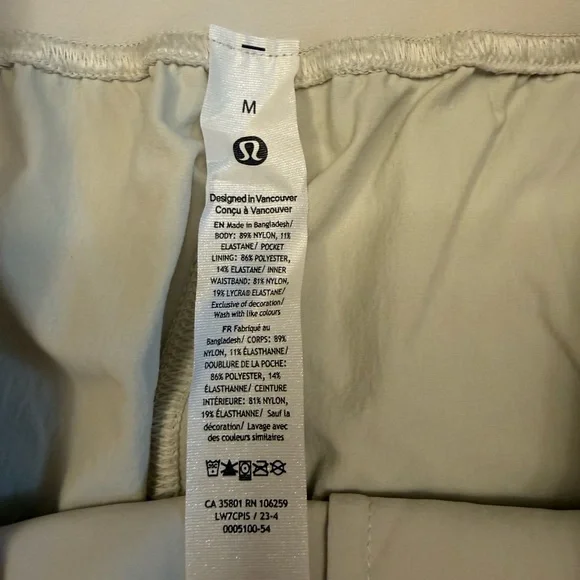 M
Designed in Vancouver
Conçu à Vancouver
EN Made in Bangladesh/
BODY: 89% NYLON, 11%
ELASTANE/ POCKET
LINING: 86% POLYESTER,
14% ELASTANE/ INNER
WAISTBAND: 81% NYLON,
19% LYCRA® ELASTANE/
Exclusive of decoration/
Wash with like colours
FR Fabriqué au
Bangladesh/ CORPS: 89%
NYLON, 11% ÉLASTHANNE/
DOUBLURE DE LA POCHE:
86% POLYESTER, 14%
ÉLASTHANNE/ CEINTURE
INTÉRIEURE: 81% NYLON,
19% ÉLASTHANNE/ Sauf la
décoration/ Lavage avec
des couleurs similaires
CA 35801 RN 106259
LW7CPIS / 23-4
0005100-54